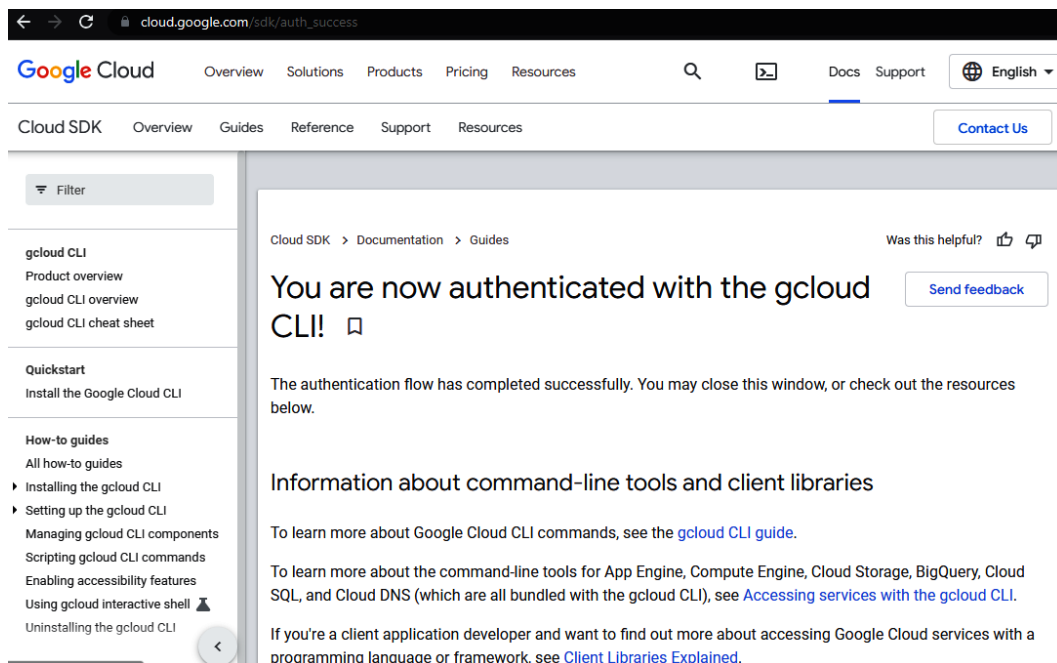 cloud.google.com/sdk/auth_success
Google Cloud Overview Solutions Products Pricing Resources Docs Support English
Cloud SDK Overview Guides Reference Support Resources Contact Us
Filter
gcloud CLI
Product overview
gcloud CLI overview
gcloud CLI cheat sheet
Quickstart
Install the Google Cloud CLI
How-to guides
All how-to guides
Installing the gcloud CLI
Setting up the gcloud CLI
Managing gcloud CLI components
Scripting gcloud CLI commands
Enabling accessibility features
Using gcloud interactive shell
Uninstalling the gcloud CLI
Cloud SDK > Documentation > Guides
Was this helpful?
You are now authenticated with the gcloud
CLI!
Send feedback
The authentication flow has completed successfully. You may close this window, or check out the resources
below.
Information about command-line tools and client libraries
To learn more about Google Cloud CLI commands, see the gcloud CLI guide.
To learn more about the command-line tools for App Engine, Compute Engine, Cloud Storage, BigQuery, Cloud
SQL, and Cloud DNS (which are all bundled with the gcloud CLI), see Accessing services with the gcloud CLI.
If you're a client application developer and want to find out more about accessing Google Cloud services with a
programming language or framework, see Client Libraries Explained.